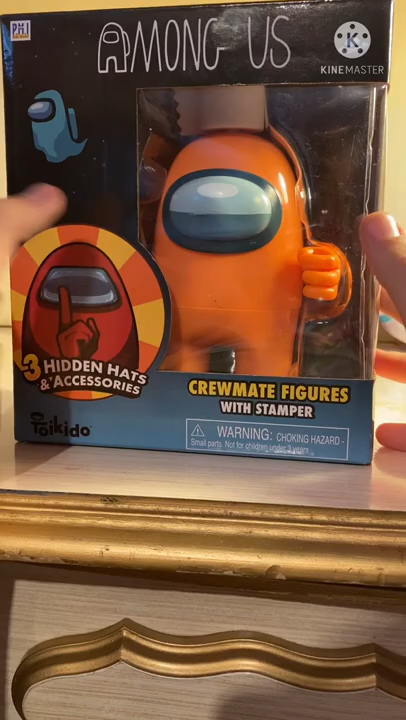 P.M.I
AMONG US
KINEMASTER
3 HIDDEN HATS
& ACCESSORIES
Toikido
CREWMATE FIGURES
WITH STAMPER
WARNING: CHOKING HAZARD -
Small parts. Not for children under 3 years